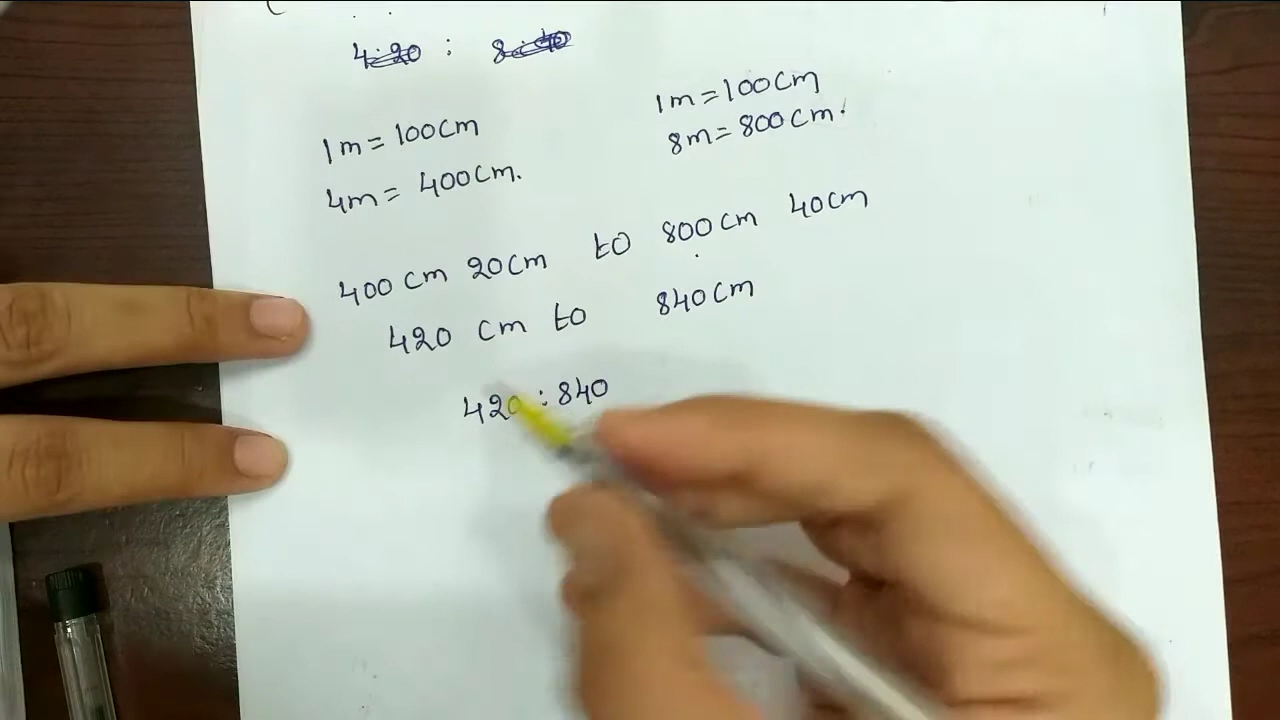 4.20 : 8.40
1m = 100cm
4m = 400cm.
1m = 100cm
8m = 800cm.
400 cm 20cm to 800cm 40cm
420 cm to 840cm
420 : 840